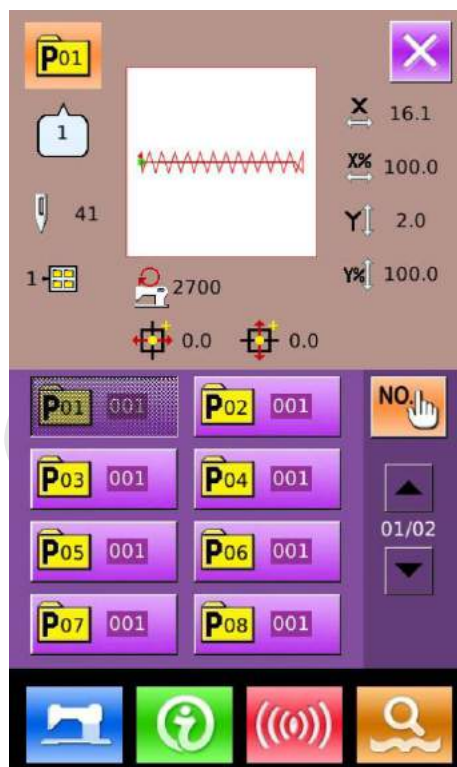 P01
1
X 16.1
X% 100.0
41
Y 2.0
1-
2700
Y% 100.0
0.0 0.0
P01 001 P02 001
NO.
P03 001 P04 001
01/02
P05 001 P06 001
P07 001 P08 001